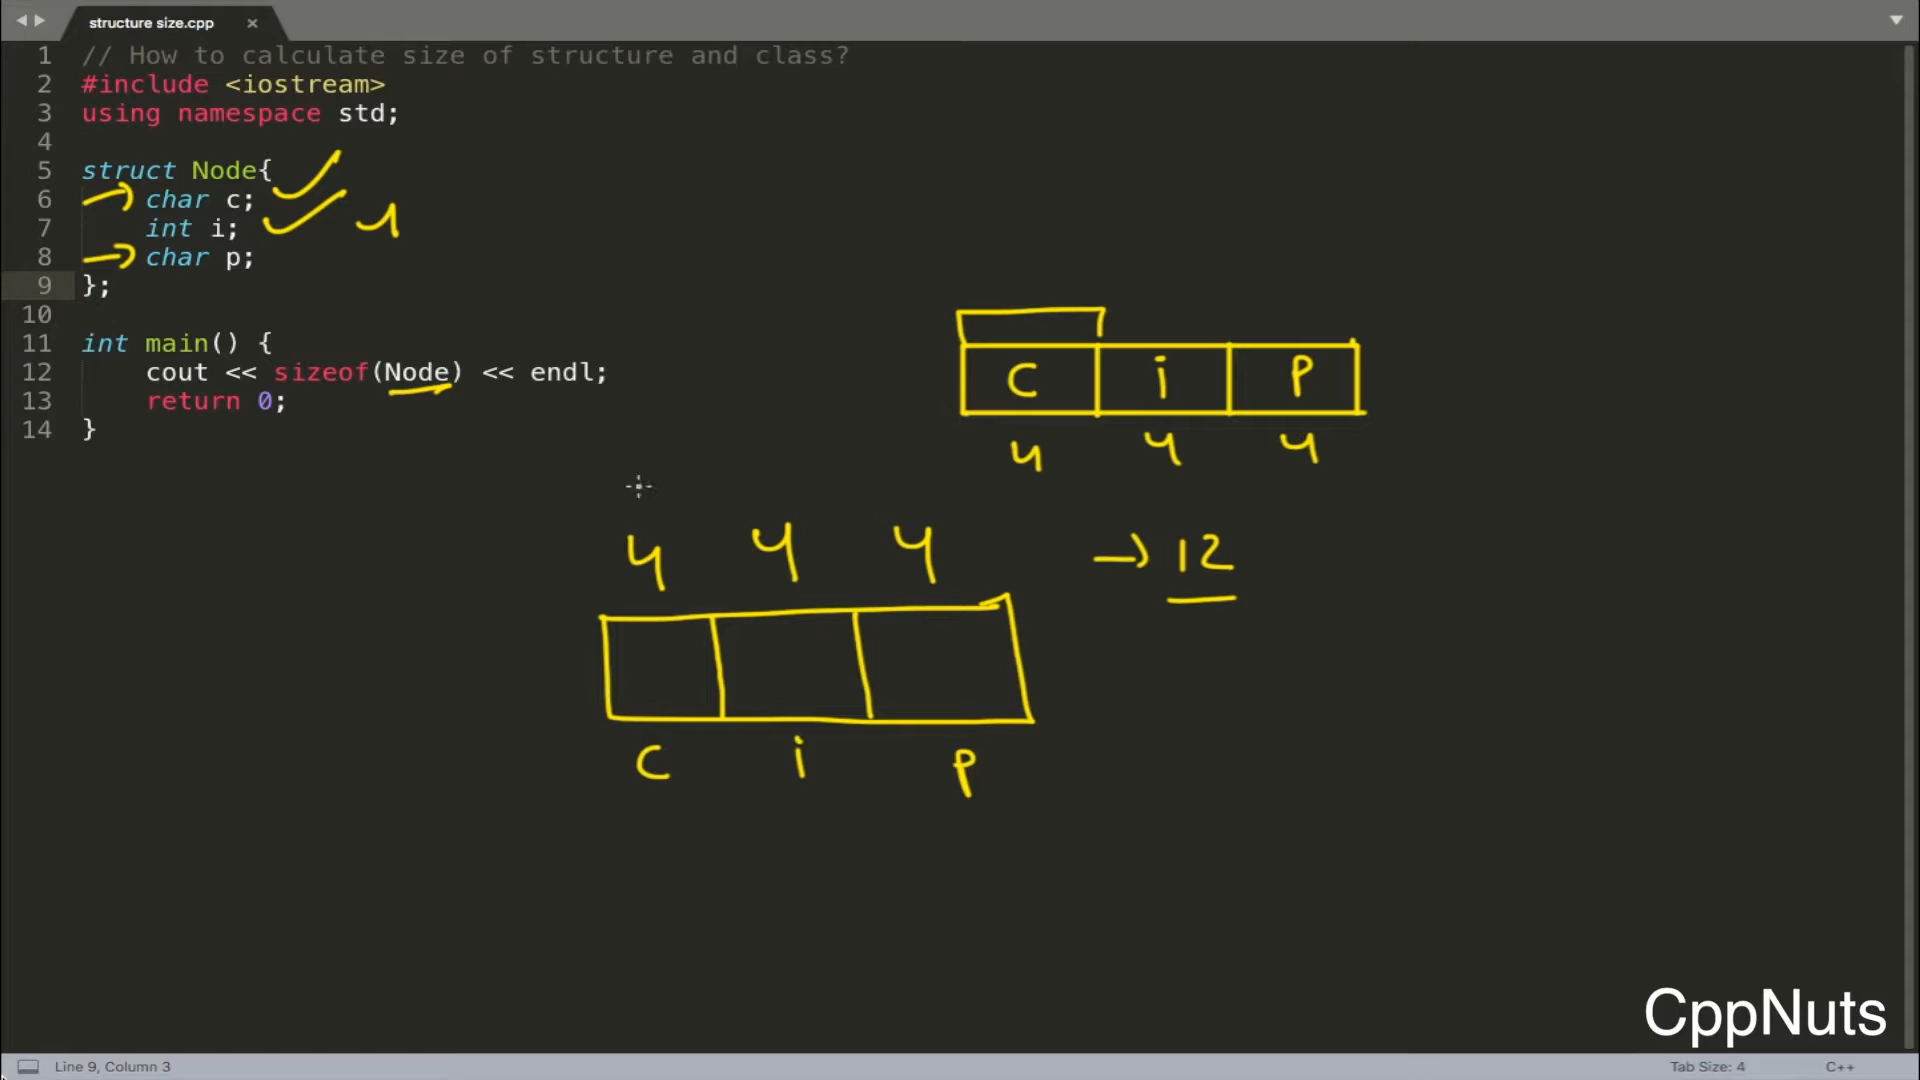 structure size.cpp ×
1 // How to calculate size of structure and class?
2 #include <iostream>
3 using namespace std;
4
5 struct Node{
6 char c;
7 int i;
8 char p;
9 };
10
11 int main() {
12 cout << sizeof(Node) << endl;
13 return 0;
14 }
C i P
4 4 4
4 4 4 → 12
C i P
CppNuts
Line 9, Column 3 Tab Size: 4 C++